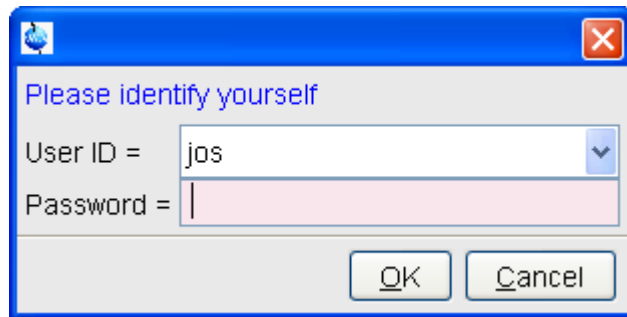 Please identify yourself
User ID = jos
Password =
OK Cancel